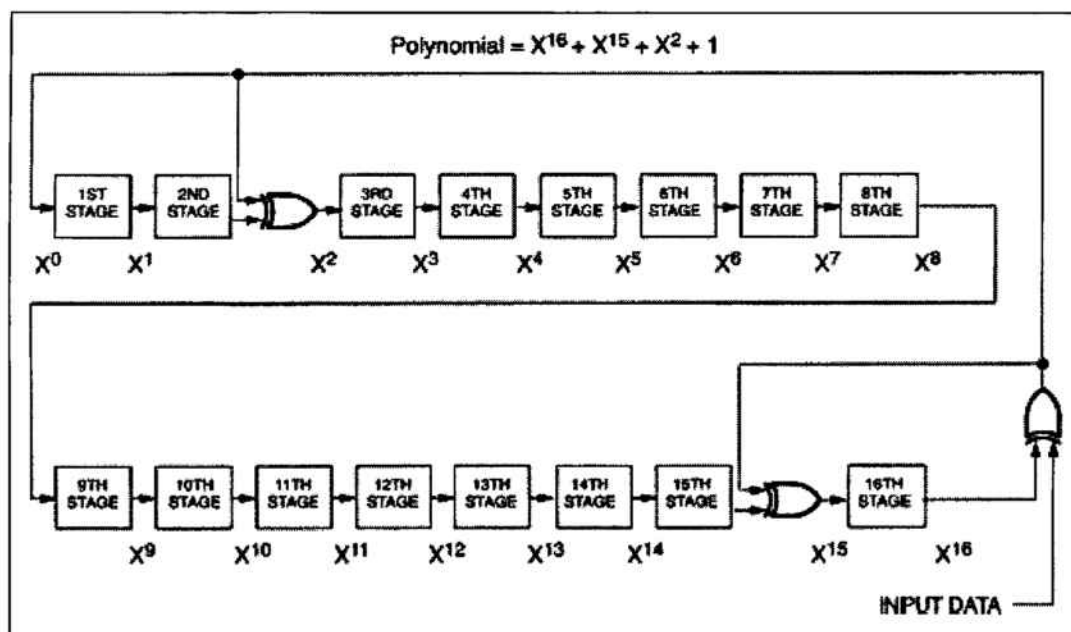 Polynomial = X¹⁶ + X¹⁵ + X² + 1
1ST STAGE
2ND STAGE
3RD STAGE
4TH STAGE
5TH STAGE
6TH STAGE
7TH STAGE
8TH STAGE
X⁰ X¹ X² X³ X⁴ X⁵ X⁶ X⁷ X⁸
9TH STAGE
10TH STAGE
11TH STAGE
12TH STAGE
13TH STAGE
14TH STAGE
15TH STAGE
16TH STAGE
X⁹ X¹⁰ X¹¹ X¹² X¹³ X¹⁴ X¹⁵ X¹⁶
INPUT DATA